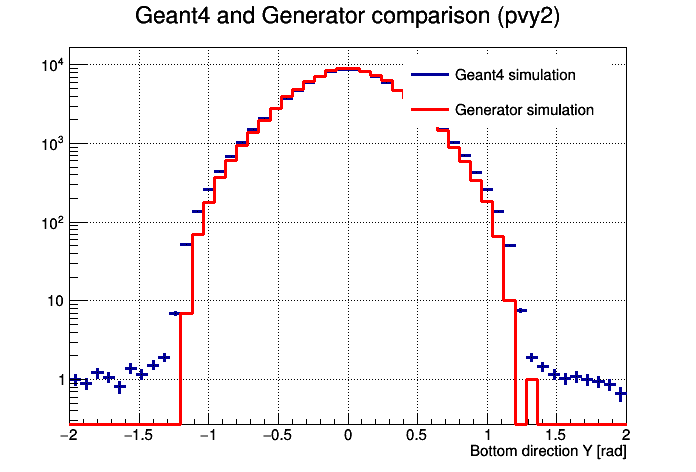 Geant4 and Generator comparison (pvy2)
Geant4 simulation
Generator simulation
10⁴
10³
10²
10
1
−2 −1.5 −1 −0.5 0 0.5 1 1.5 2
Bottom direction Y [rad]